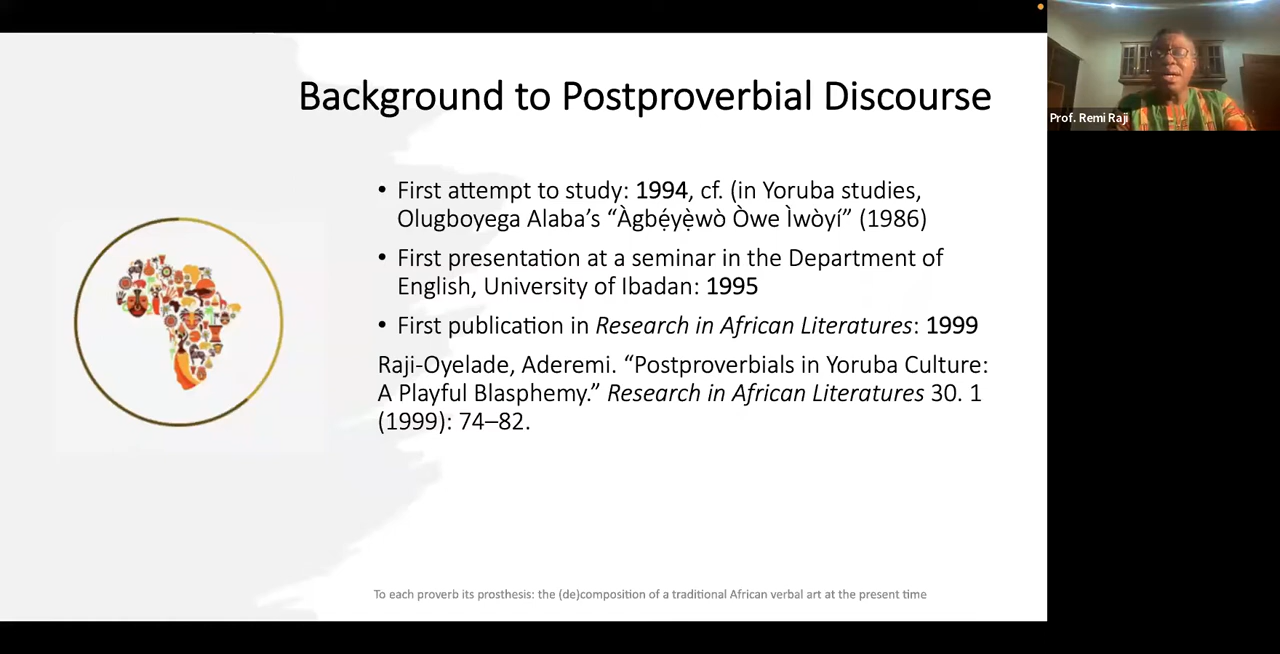 Background to Postproverbial Discourse
• First attempt to study: 1994, cf. (in Yoruba studies,
Olugboyega Alaba’s “Àgbéyẹ̀wò Òwe Ìwòyí” (1986)
• First presentation at a seminar in the Department of
English, University of Ibadan: 1995
• First publication in Research in African Literatures: 1999
Raji-Oyelade, Aderemi. “Postproverbials in Yoruba Culture:
A Playful Blasphemy.” Research in African Literatures 30. 1
(1999): 74–82.
To each proverb its prosthesis: the (de)composition of a traditional African verbal art at the present time
Prof. Remi Raji